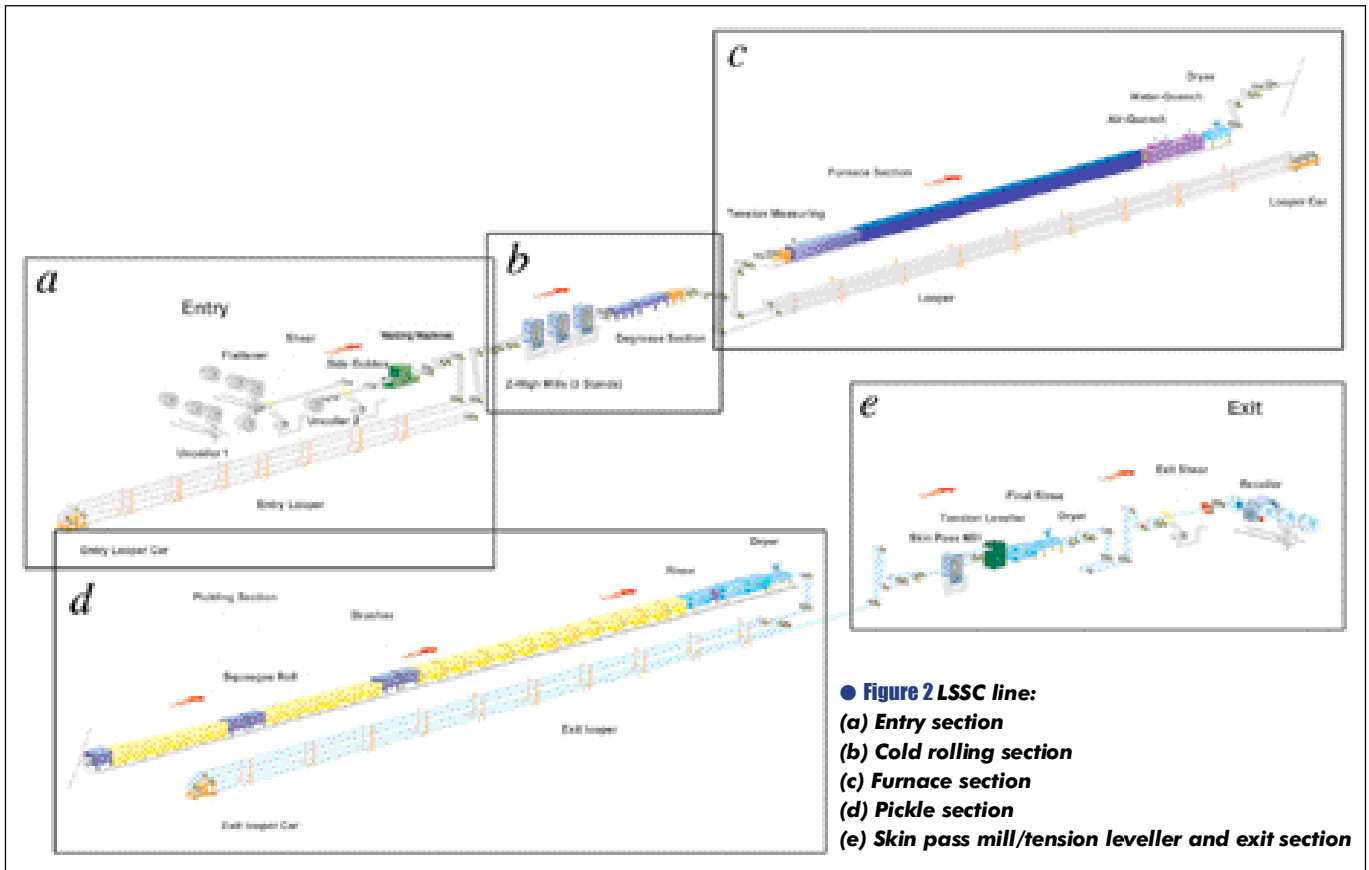 a
Entry
Shear
Welding Machines
Flattener
Side Guiders
Uncoiler 2
Uncoiler 1
Entry Looper
Entry Looper Car
b
Degrease Section
Z-High Mills (3 Stands)
c
Dryer
Water-Quench
Air-Quench
Furnace Section
Tension Measuring
Looper Car
Looper
d
Dryer
Rinse
Pickling Section
Brushes
Squeegee Roll
Exit looper
Exit looper Car
e
Exit
Exit Shear
Recoiler
Final Rinse
Tension Leveller
Dryer
Skin Pass Mill
● Figure 2 LSSC line:
(a) Entry section
(b) Cold rolling section
(c) Furnace section
(d) Pickle section
(e) Skin pass mill/tension leveller and exit section